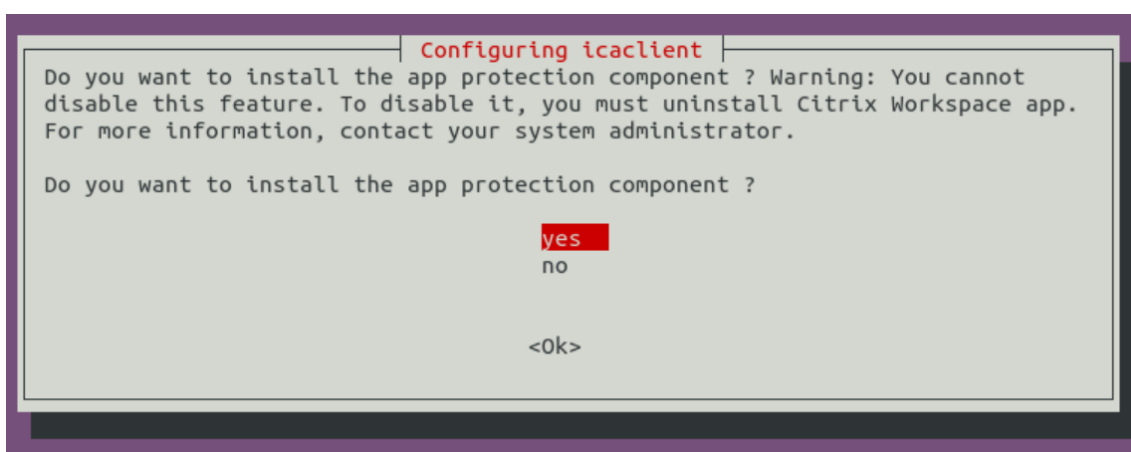 Configuring icaclient
Do you want to install the app protection component ? Warning: You cannot
disable this feature. To disable it, you must uninstall Citrix Workspace app.
For more information, contact your system administrator.
Do you want to install the app protection component ?
yes
no
<Ok>